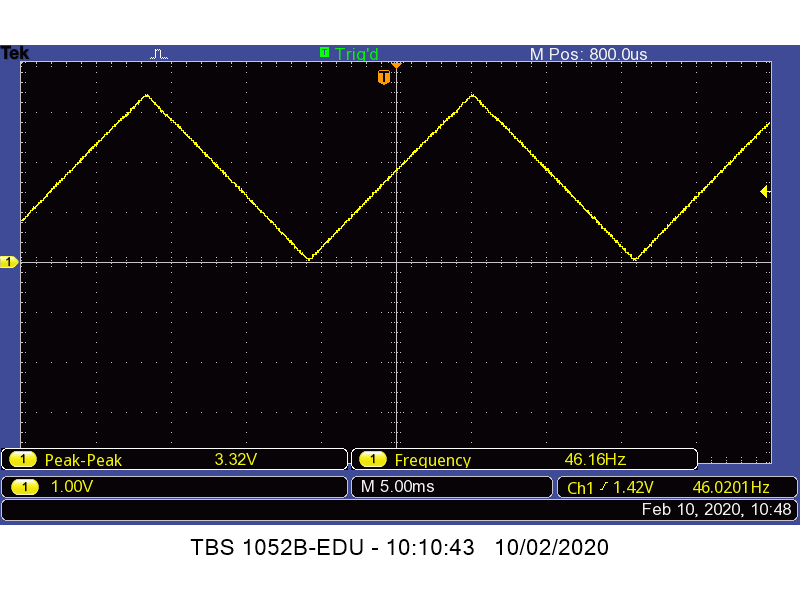 Tek T Trig'd M Pos: 800.0us
T
1
1 Peak-Peak 3.32V 1 Frequency 46.16Hz
1 1.00V M 5.00ms Ch1 1.42V 46.0201Hz
Feb 10, 2020, 10:48
TBS 1052B-EDU - 10:10:43 10/02/2020